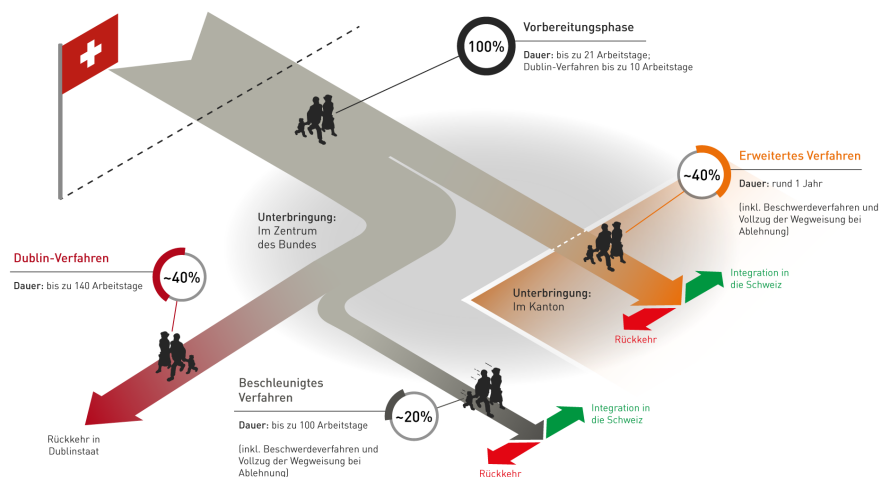 100%
Vorbereitungsphase
Dauer: bis zu 21 Arbeitstage;
Dublin-Verfahren bis zu 10 Arbeitstage
~40%
Erweitertes Verfahren
Dauer: rund 1 Jahr
(inkl. Beschwerdeverfahren und
Vollzug der Wegweisung bei
Ablehnung)
Unterbringung:
Im Zentrum
des Bundes
Dublin-Verfahren
Dauer: bis zu 140 Arbeitstage
~40%
Unterbringung:
Im Kanton
Integration in
die Schweiz
Rückkehr
Beschleunigtes
Verfahren
Dauer: bis zu 100 Arbeitstage
(inkl. Beschwerdeverfahren und
Vollzug der Wegweisung bei
Ablehnung)
~20%
Integration in
die Schweiz
Rückkehr
Rückkehr in
Dublinstaat